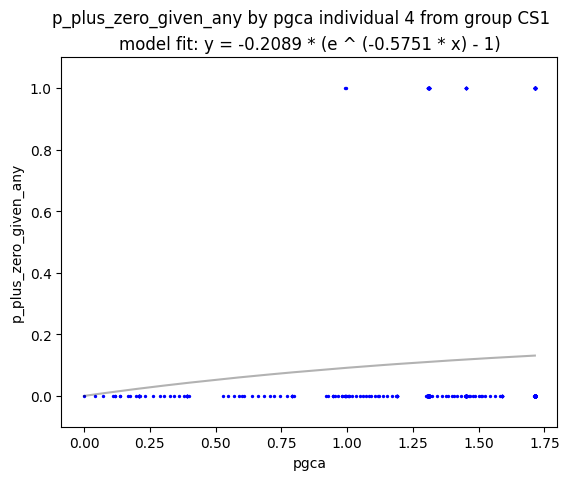 p_plus_zero_given_any by pgca individual 4 from group CS1
model fit: y = -0.2089 * (e ^ (-0.5751 * x) - 1)
1.0
0.8
0.6
0.4
0.2
0.0
p_plus_zero_given_any
0.00 0.25 0.50 0.75 1.00 1.25 1.50 1.75
pgca